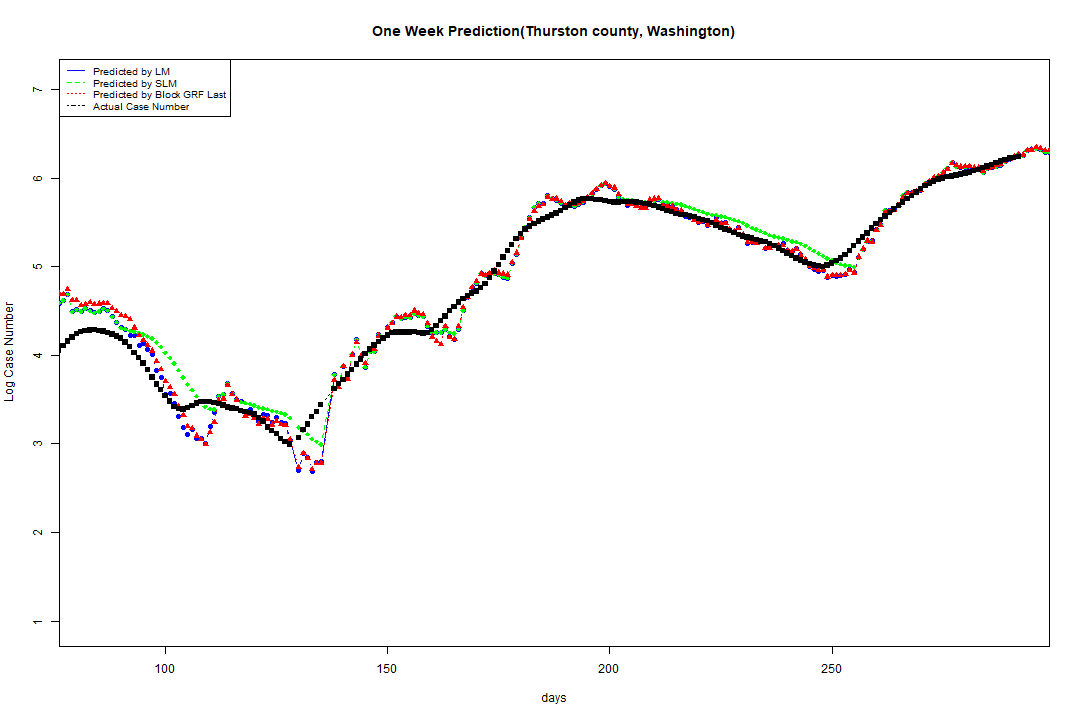 One Week Prediction(Thurston county, Washington)
Predicted by LM
Predicted by SLM
Predicted by Block GRF Last
Actual Case Number
7
6
5
4
3
2
1
Log Case Number
100 150 200 250
days